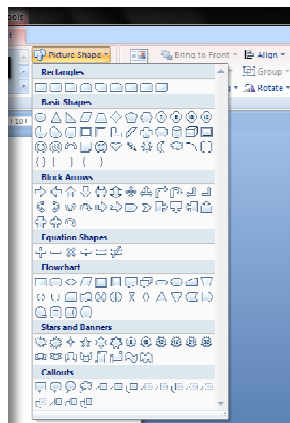 Picture Shape
Bring to Front
Align
Group
Rotate
Rectangles
Basic Shapes
Block Arrows
Equation Shapes
Flowchart
Stars and Banners
Callouts